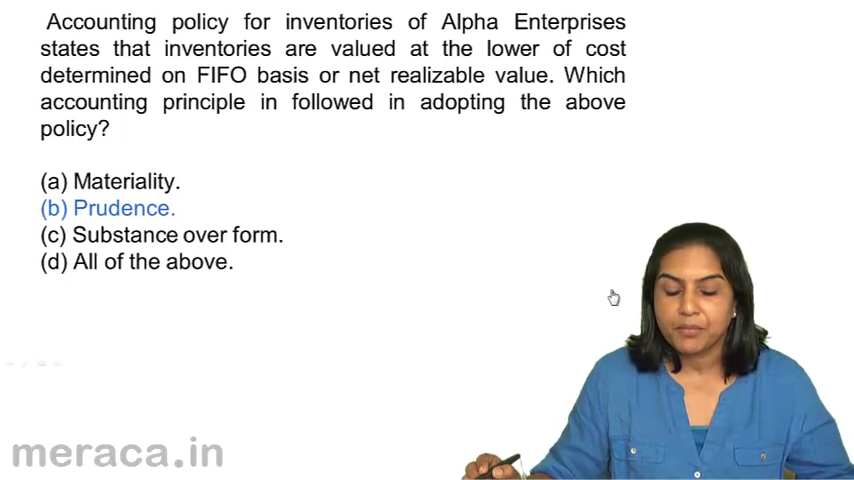 Accounting policy for inventories of Alpha Enterprises
states that inventories are valued at the lower of cost
determined on FIFO basis or net realizable value. Which
accounting principle in followed in adopting the above
policy?
(a) Materiality.
(b) Prudence.
(c) Substance over form.
(d) All of the above.
meraca.in